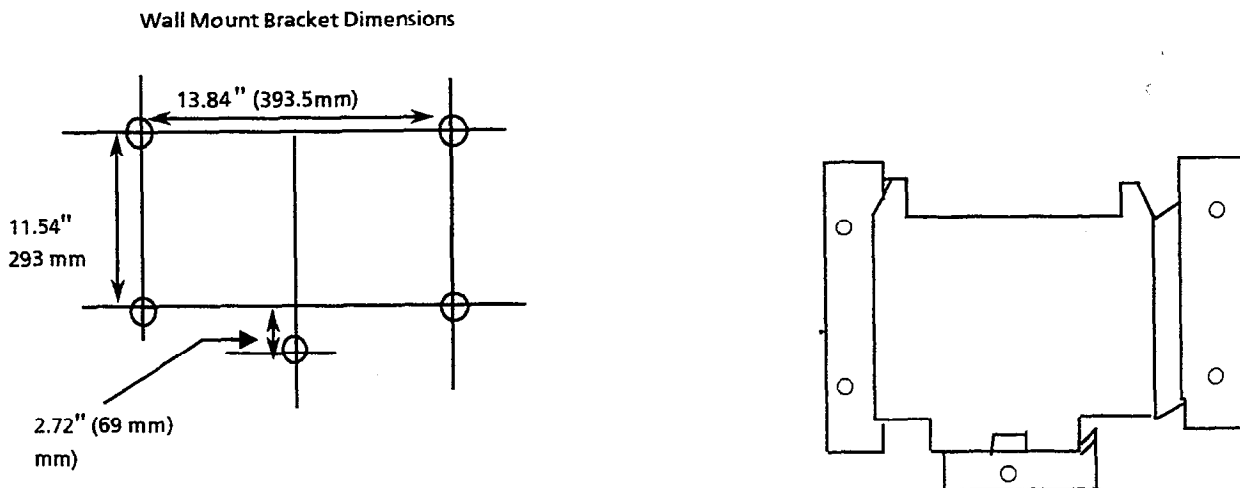 Wall Mount Bracket Dimensions
13.84" (393.5mm)
11.54"
293 mm
2.72" (69 mm)
mm)